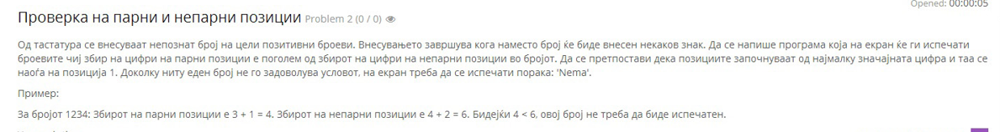 Opened: 00:00:05
Проверка на парни и непарни позиции Problem 2 (0 / 0)
Од тастатура се внесуваат непознат број на цели позитивни броеви. Внесувањето завршува кога наместо број ќе биде внесен некаков знак. Да се напише програма која на екран ќе ги испечати
броевите чиј збир на цифри на парни позиции е поголем од збирот на цифри на непарни позиции во бројот. Да се претпостави дека позициите започнуваат од најмалку значајната цифра и таа се
наоѓа на позиција 1. Доколку ниту еден број не го задоволува условот, на екран треба да се испечати порака: 'Nema'.
Пример:
За бројот 1234: Збирот на парни позиции е 3 + 1 = 4. Збирот на непарни позиции е 4 + 2 = 6. Бидејќи 4 < 6, овој број не треба да биде испечатен.